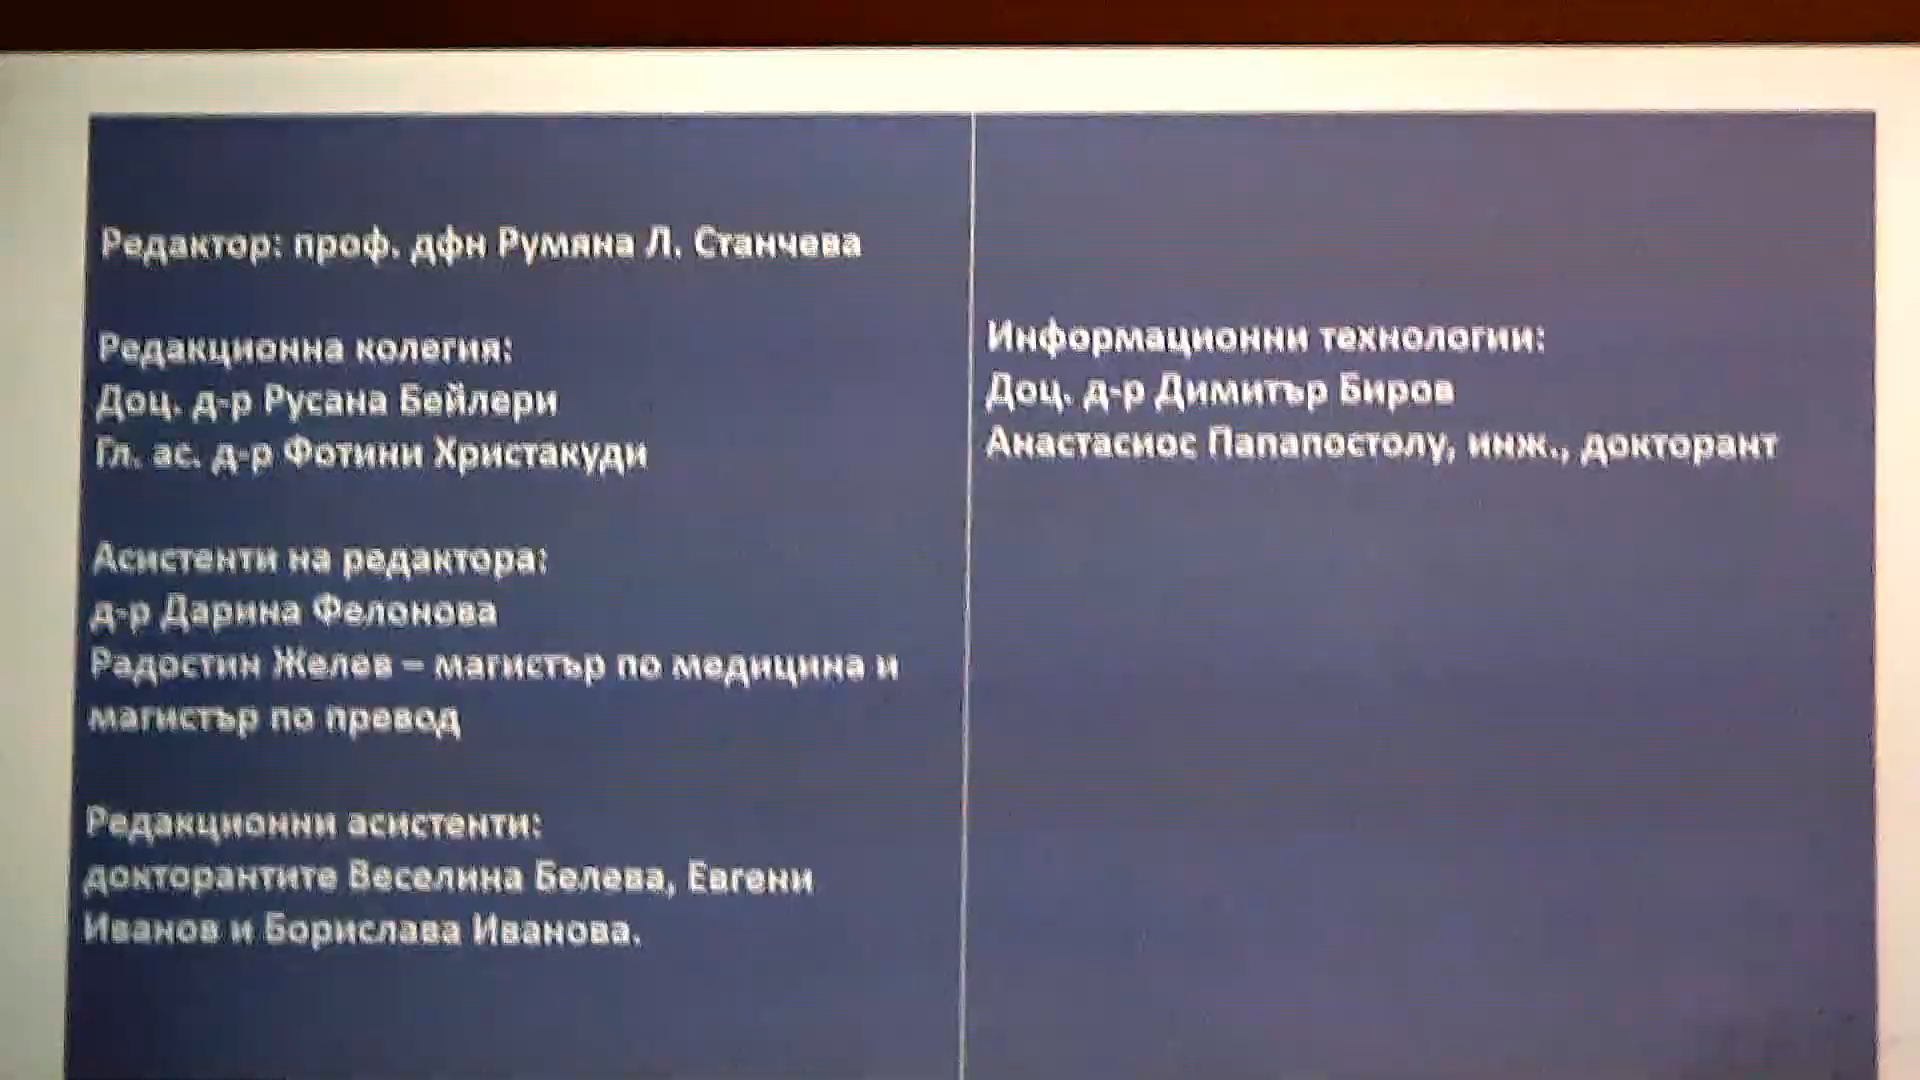 Редактор: проф. дфн Румяна Л. Станчева
Редакционна колегия:
Доц. д-р Русана Бейлери
Гл. ас. д-р Фотини Христакуди
Асистенти на редактора:
д-р Дарина Фелонова
Радостин Желев – магистър по медицина и
магистър по превод
Редакционни асистенти:
докторантите Веселина Белева, Евгени
Иванов и Борислава Иванова.
Информационни технологии:
Доц. д-р Димитър Биров
Анастасиос Папапостолу, инж., докторант